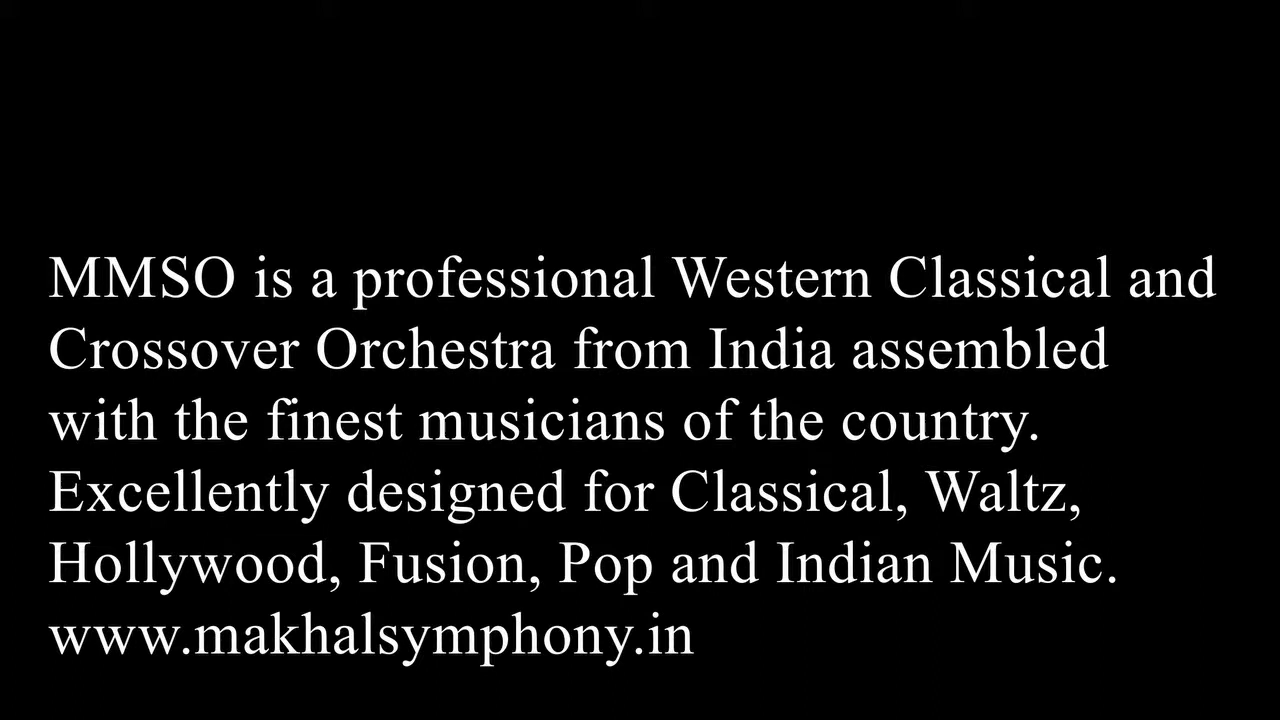 MMSO is a professional Western Classical and
Crossover Orchestra from India assembled
with the finest musicians of the country.
Excellently designed for Classical, Waltz,
Hollywood, Fusion, Pop and Indian Music.
www.makhalsymphony.in